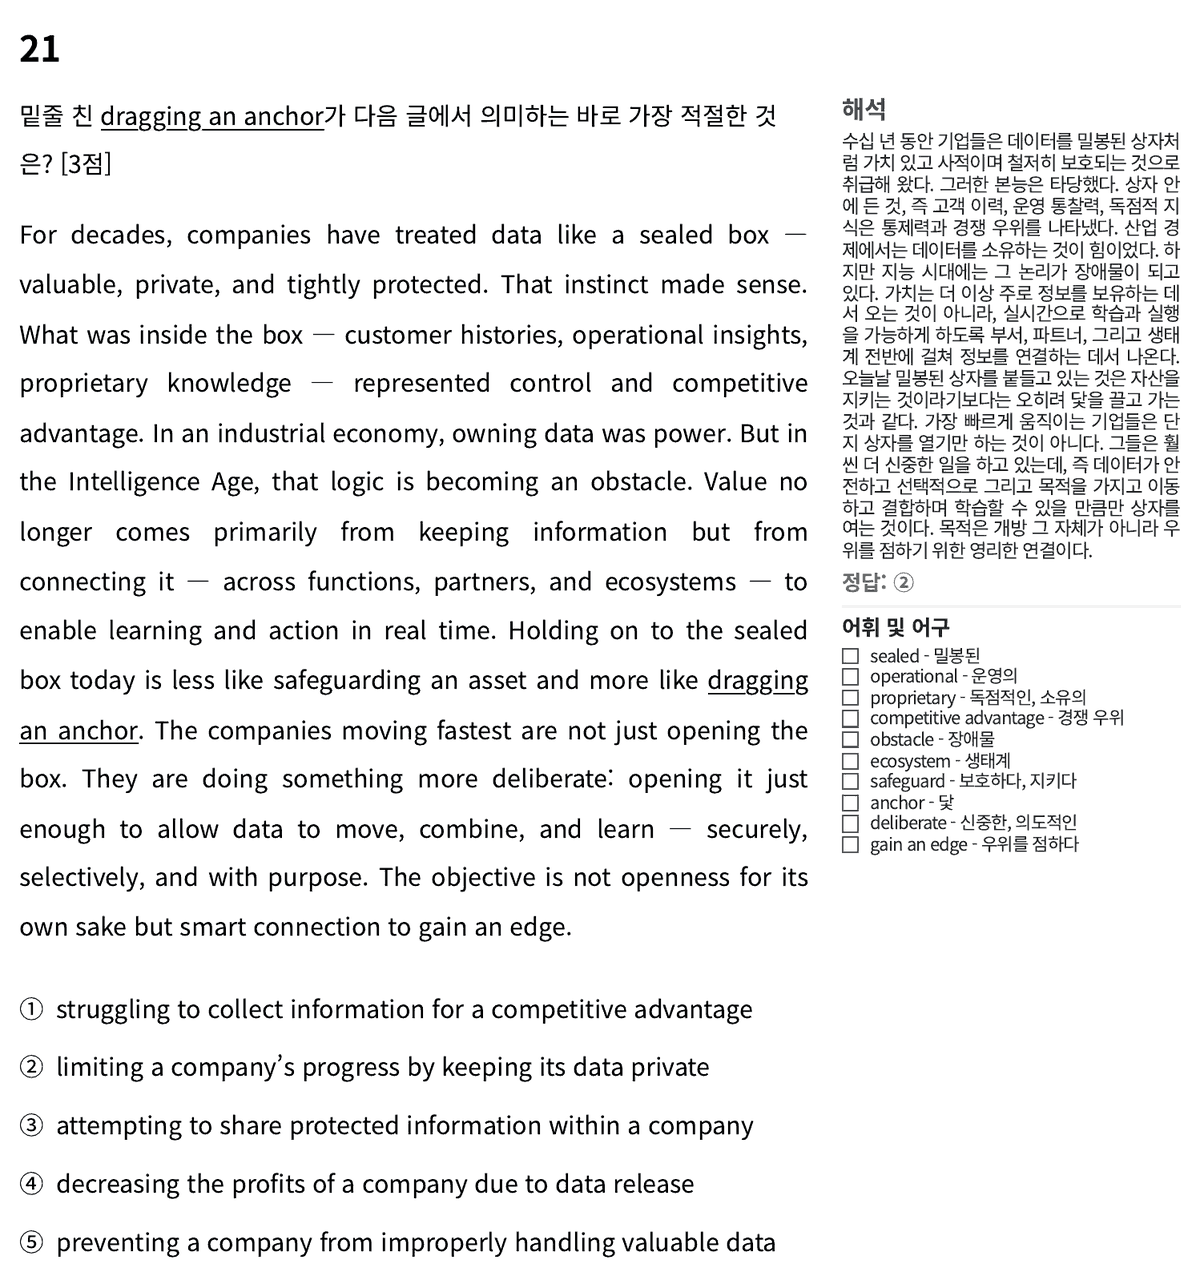 21
밑줄 친 dragging an anchor가 다음 글에서 의미하는 바로 가장 적절한 것
은? [3점]
For decades, companies have treated data like a sealed box —
valuable, private, and tightly protected. That instinct made sense.
What was inside the box — customer histories, operational insights,
proprietary knowledge — represented control and competitive
advantage. In an industrial economy, owning data was power. But in
the Intelligence Age, that logic is becoming an obstacle. Value no
longer comes primarily from keeping information but from
connecting it — across functions, partners, and ecosystems — to
enable learning and action in real time. Holding on to the sealed
box today is less like safeguarding an asset and more like dragging
an anchor. The companies moving fastest are not just opening the
box. They are doing something more deliberate: opening it just
enough to allow data to move, combine, and learn — securely,
selectively, and with purpose. The objective is not openness for its
own sake but smart connection to gain an edge.
① struggling to collect information for a competitive advantage
② limiting a company’s progress by keeping its data private
③ attempting to share protected information within a company
④ decreasing the profits of a company due to data release
⑤ preventing a company from improperly handling valuable data
해석
수십 년 동안 기업들은 데이터를 밀봉된 상자처
럼 가치 있고 사적이며 철저히 보호되는 것으로
취급해 왔다. 그러한 본능은 타당했다. 상자 안
에 든 것, 즉 고객 이력, 운영 통찰력, 독점적 지
식은 통제력과 경쟁 우위를 나타냈다. 산업 경
제에서는 데이터를 소유하는 것이 힘이었다. 하
지만 지능 시대에는 그 논리가 장애물이 되고
있다. 가치는 더 이상 주로 정보를 보유하는 데
서 오는 것이 아니라, 실시간으로 학습과 실행
을 가능하게 하도록 부서, 파트너, 그리고 생태
계 전반에 걸쳐 정보를 연결하는 데서 나온다.
오늘날 밀봉된 상자를 붙들고 있는 것은 자산을
지키는 것이라기보다는 오히려 닻을 끌고 가는
것과 같다. 가장 빠르게 움직이는 기업들은 단
지 상자를 열기만 하는 것이 아니다. 그들은 훨
씬 더 신중한 일을 하고 있는데, 즉 데이터가 안
전하고 선택적으로 그리고 목적을 가지고 이동
하고 결합하며 학습할 수 있을 만큼만 상자를
여는 것이다. 목적은 개방 그 자체가 아니라 우
위를 점하기 위한 영리한 연결이다.
정답: ②
어휘 및 어구
□ sealed - 밀봉된
□ operational - 운영의
□ proprietary - 독점적인, 소유의
□ competitive advantage - 경쟁 우위
□ obstacle - 장애물
□ ecosystem - 생태계
□ safeguard - 보호하다, 지키다
□ anchor - 닻
□ deliberate - 신중한, 의도적인
□ gain an edge - 우위를 점하다